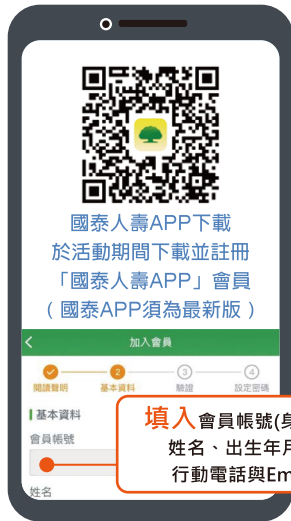 國泰人壽APP下載
於活動期間下載並註冊
「國泰人壽APP」會員
(國泰APP須為最新版)
加入會員
2
3
4
閱讀聲明
基本資料
驗證
設定密碼
基本資料
會員帳號
填入會員帳號(身
姓名、出生年月
行動電話與Em
姓名